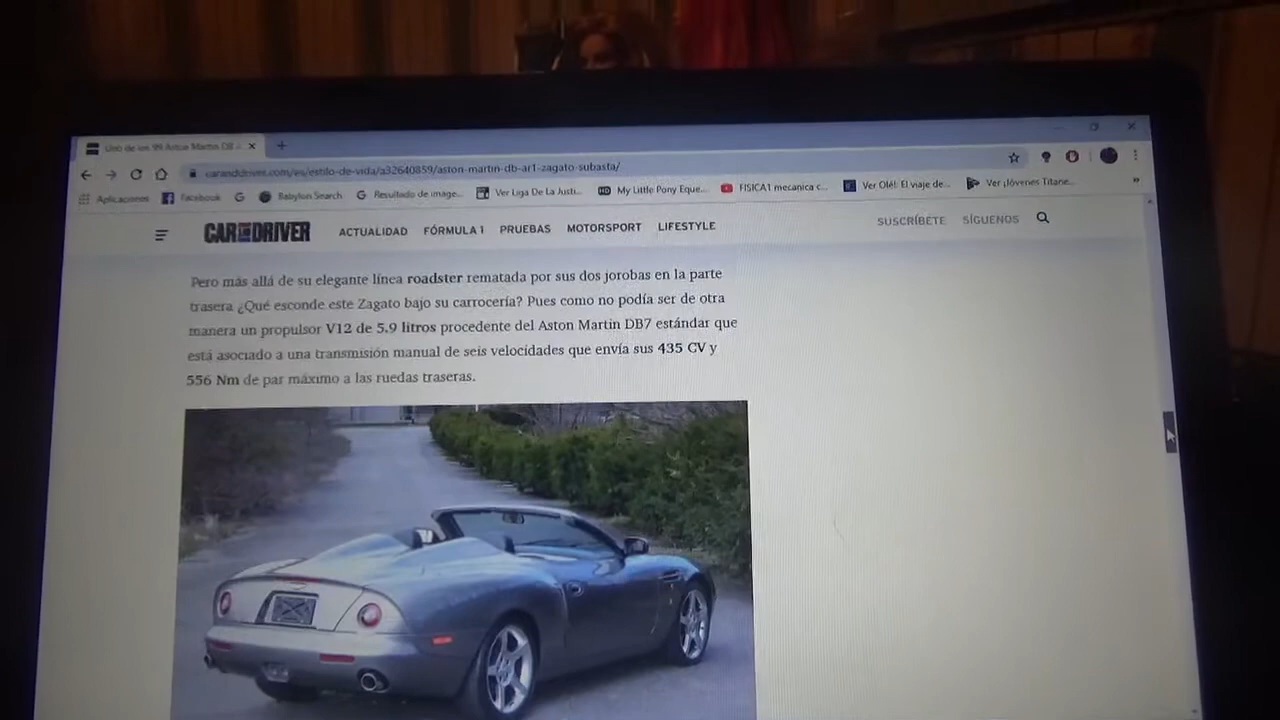 Uno de los 99 Aston Martin DB
caranddriver.com/es/estilo-de-vida/a32640859/aston-martin-db-ar1-zagato-subasta/
Aplicaciones Facebook Babylon Search Resultado de image... Ver Liga De La Justi... HD My Little Pony Eque... FISICA1 mecanica c... Ver Olé! El viaje de... Ver ¡Jóvenes Titane...
CAR AND DRIVER ACTUALIDAD FÓRMULA 1 PRUEBAS MOTORSPORT LIFESTYLE SUSCRÍBETE SÍGUENOS
Pero más allá de su elegante línea roadster rematada por sus dos jorobas en la parte
trasera ¿Qué esconde este Zagato bajo su carrocería? Pues como no podía ser de otra
manera un propulsor V12 de 5.9 litros procedente del Aston Martin DB7 estándar que
está asociado a una transmisión manual de seis velocidades que envía sus 435 CV y
556 Nm de par máximo a las ruedas traseras.